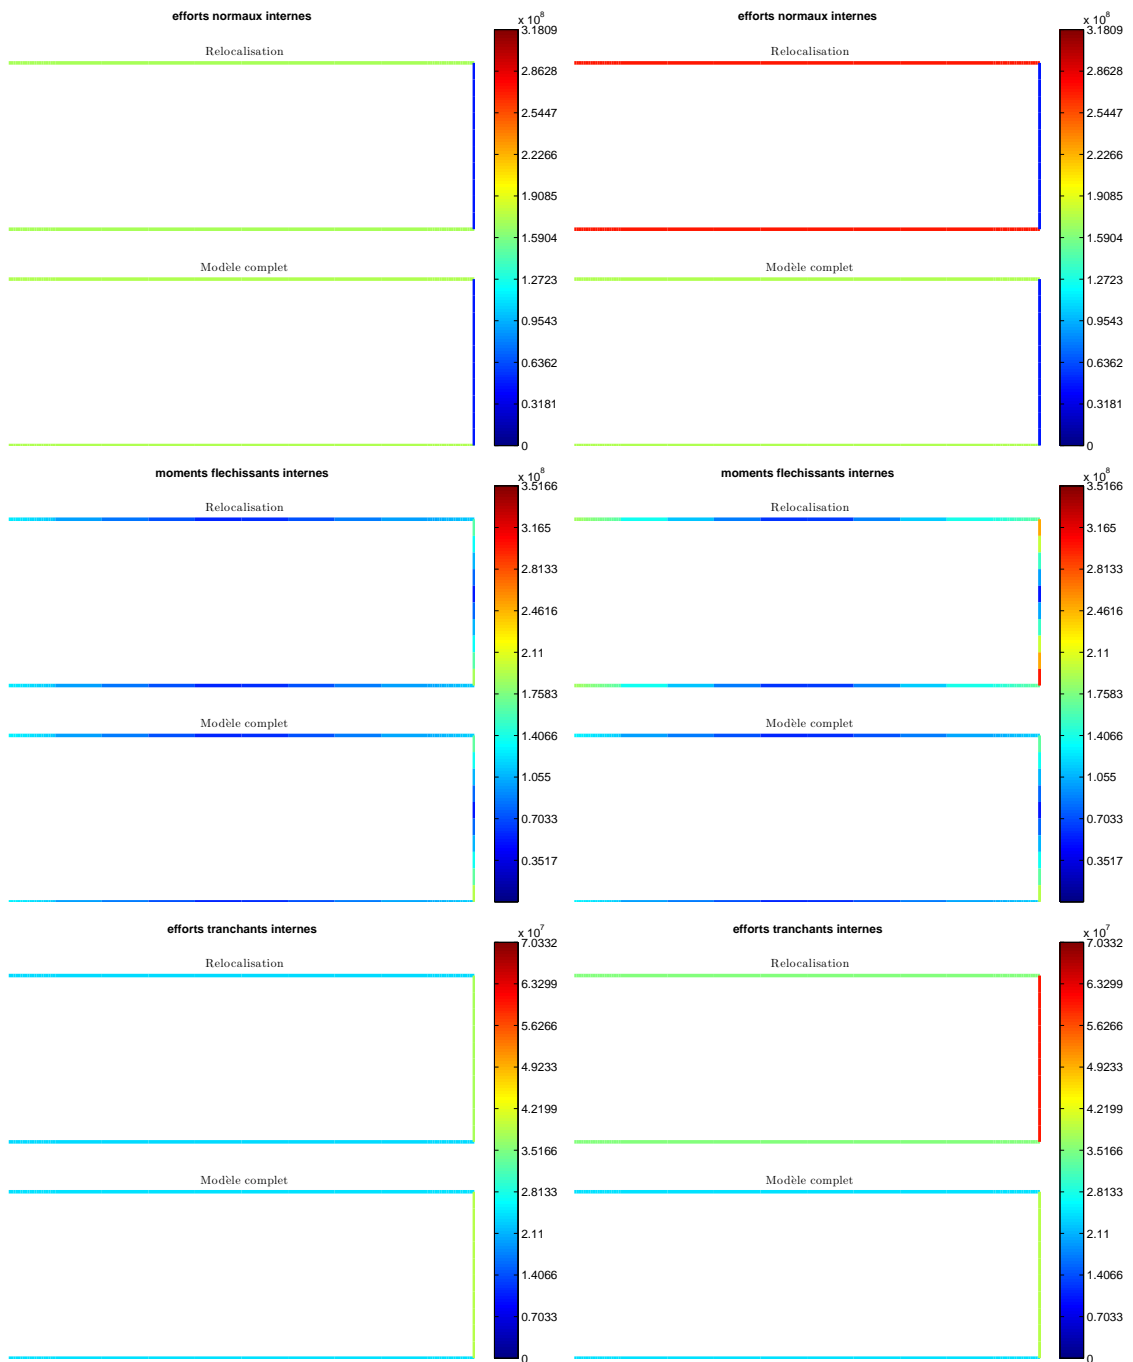 efforts normaux internes
Relocalisation
Modèle complet
x 10^8
3.1809
2.8628
2.5447
2.2266
1.9085
1.5904
1.2723
0.9543
0.6362
0.3181
0
efforts normaux internes
Relocalisation
Modèle complet
x 10^8
3.1809
2.8628
2.5447
2.2266
1.9085
1.5904
1.2723
0.9543
0.6362
0.3181
0
moments flechissants internes
Relocalisation
Modèle complet
x 10^8
3.5166
3.165
2.8133
2.4616
2.11
1.7583
1.4066
1.055
0.7033
0.3517
moments flechissants internes
Relocalisation
Modèle complet
x 10^8
3.5166
3.165
2.8133
2.4616
2.11
1.7583
1.4066
1.055
0.7033
0.3517
efforts tranchants internes
Relocalisation
Modèle complet
x 10^7
7.0332
6.3299
5.6266
4.9233
4.2199
3.5166
2.8133
2.11
1.4066
0.7033
0
efforts tranchants internes
Relocalisation
Modèle complet
x 10^7
7.0332
6.3299
5.6266
4.9233
4.2199
3.5166
2.8133
2.11
1.4066
0.7033
0